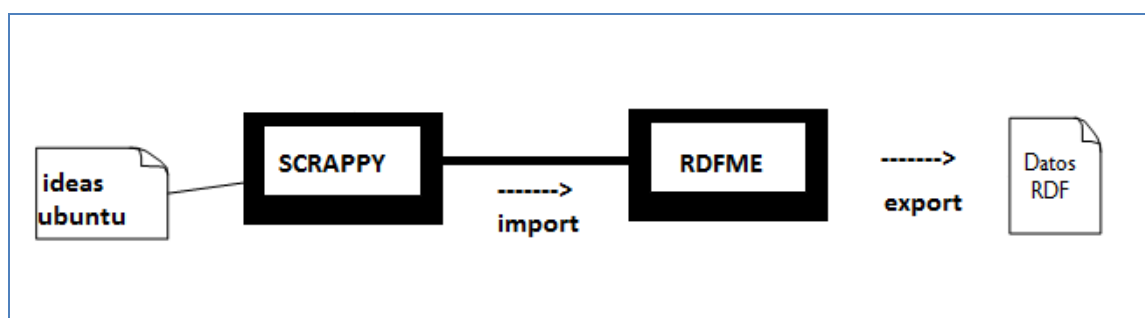 ideas
ubuntu
SCRAPPY
------->
import
RDFME
------->
export
Datos
RDF